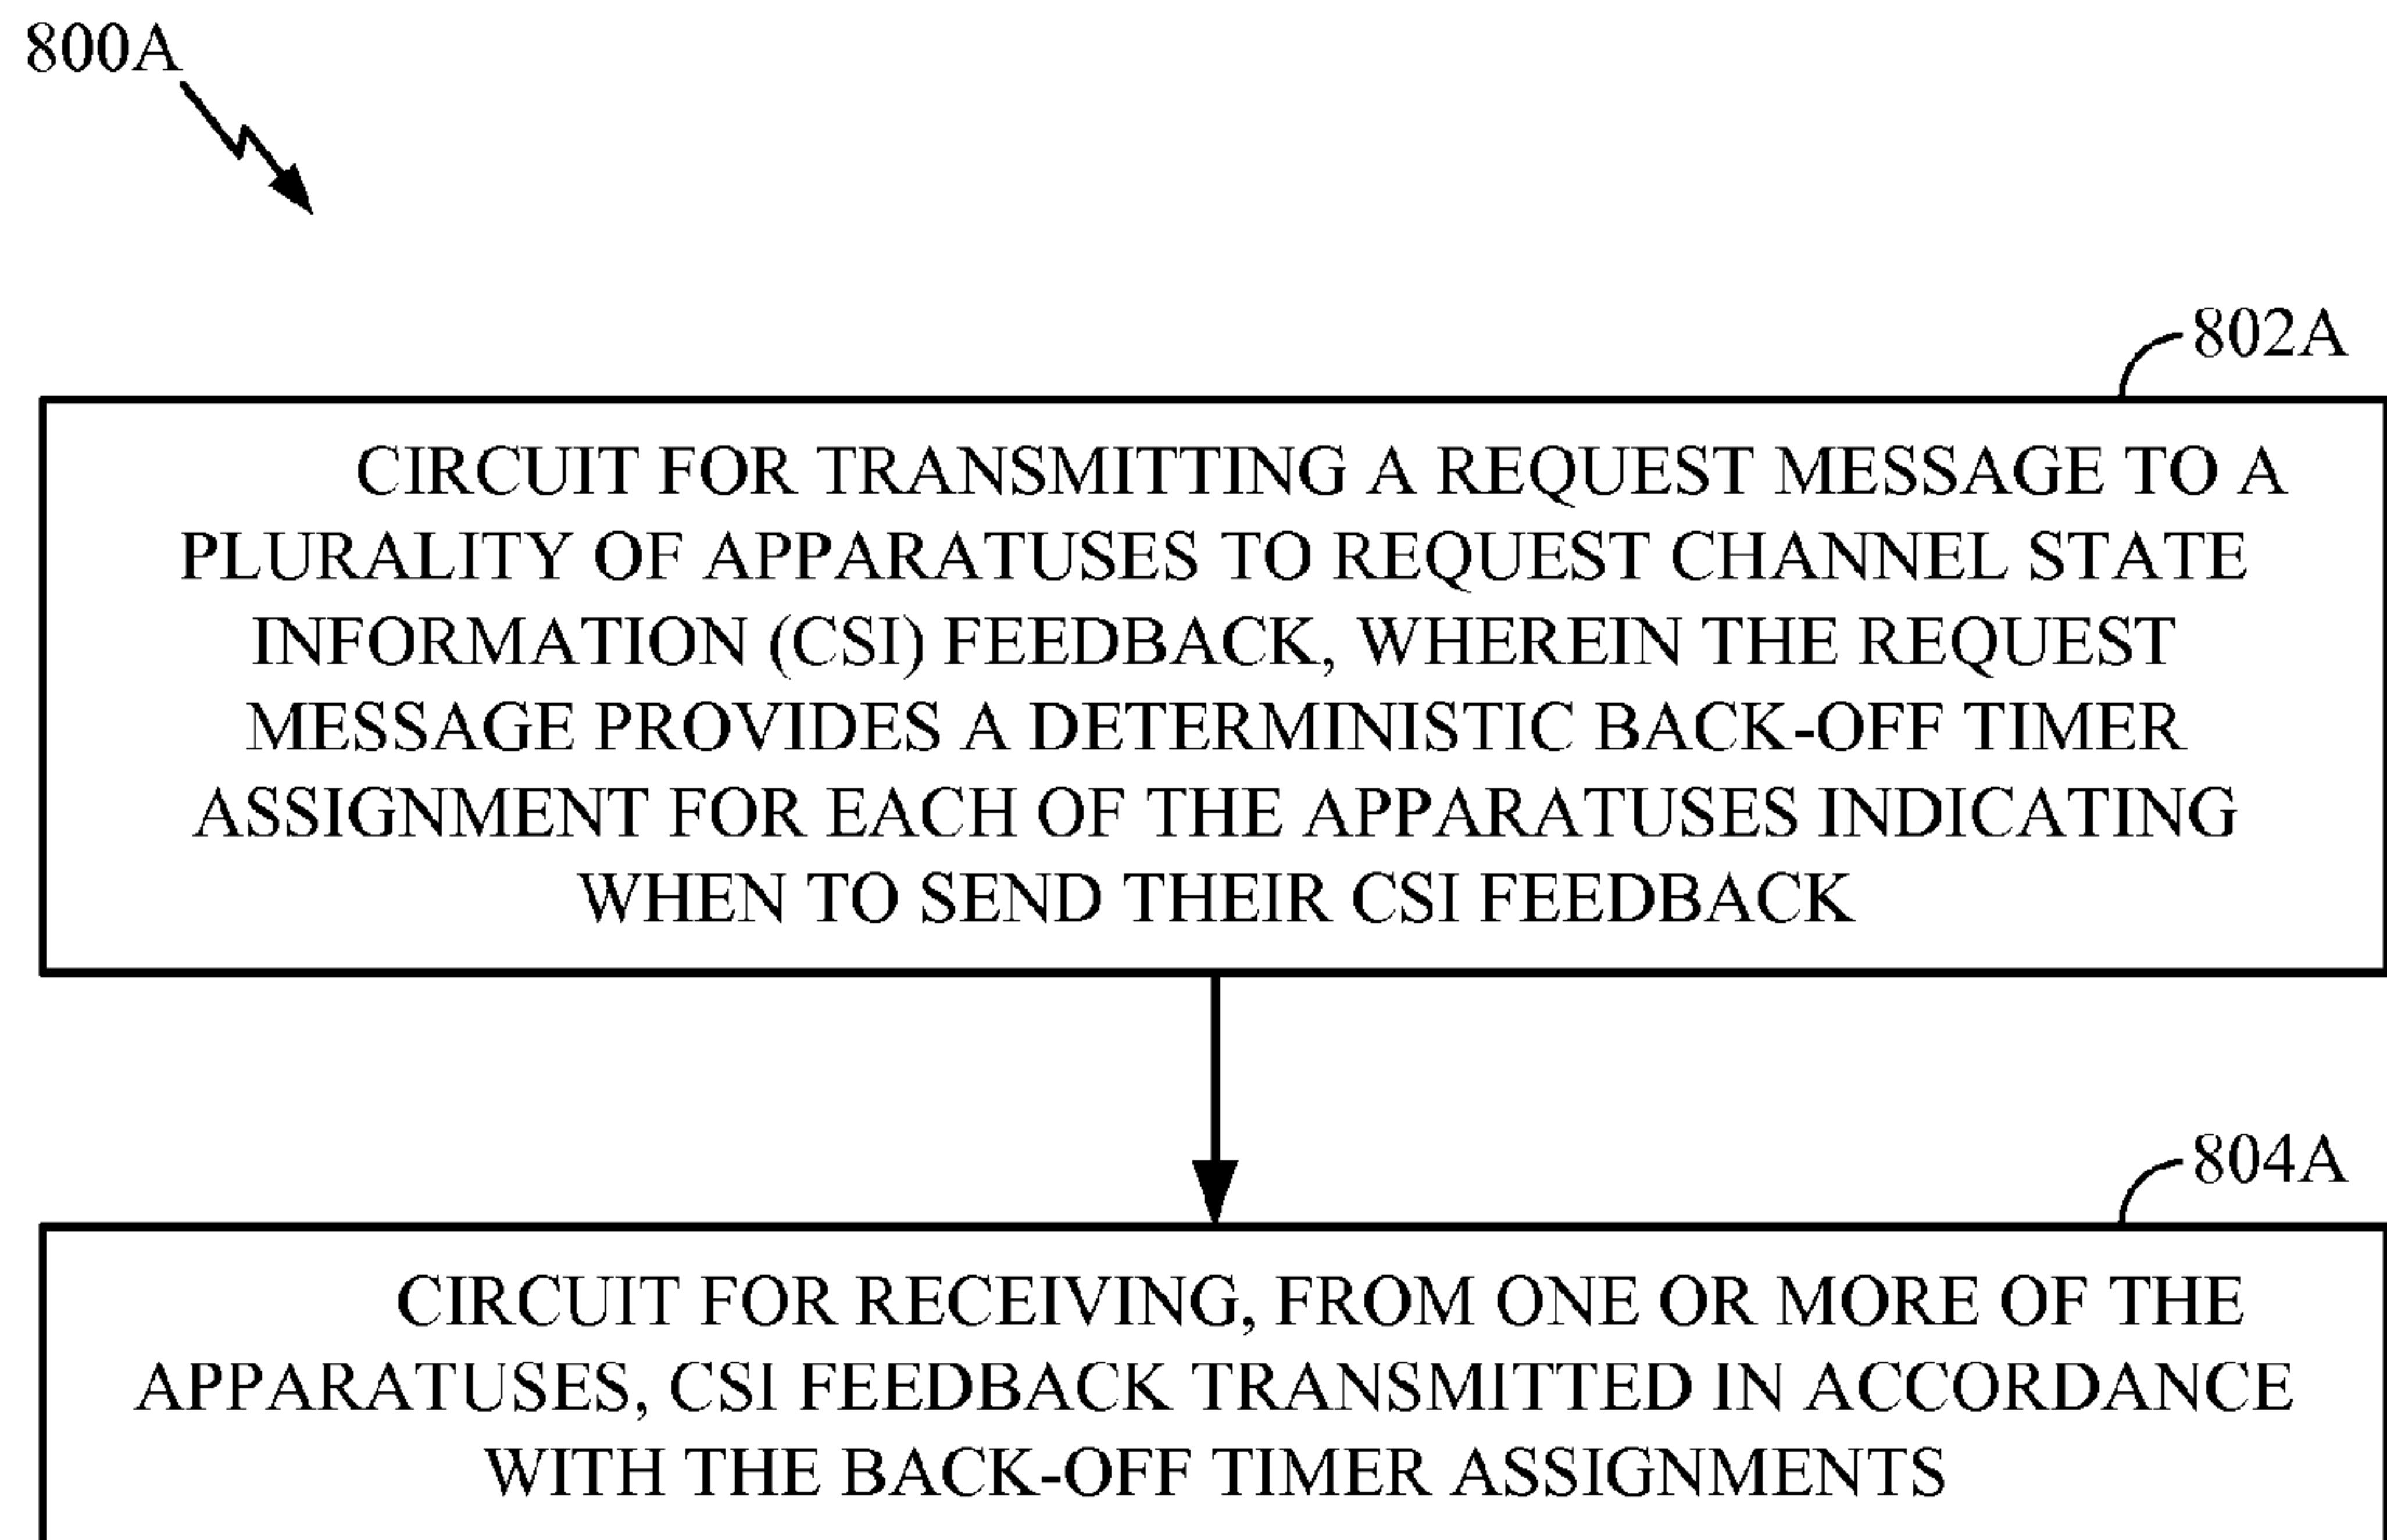 800A
802A
CIRCUIT FOR TRANSMITTING A REQUEST MESSAGE TO A
PLURALITY OF APPARATUSES TO REQUEST CHANNEL STATE
INFORMATION (CSI) FEEDBACK, WHEREIN THE REQUEST
MESSAGE PROVIDES A DETERMINISTIC BACK-OFF TIMER
ASSIGNMENT FOR EACH OF THE APPARATUSES INDICATING
WHEN TO SEND THEIR CSI FEEDBACK
804A
CIRCUIT FOR RECEIVING, FROM ONE OR MORE OF THE
APPARATUSES, CSI FEEDBACK TRANSMITTED IN ACCORDANCE
WITH THE BACK-OFF TIMER ASSIGNMENTS